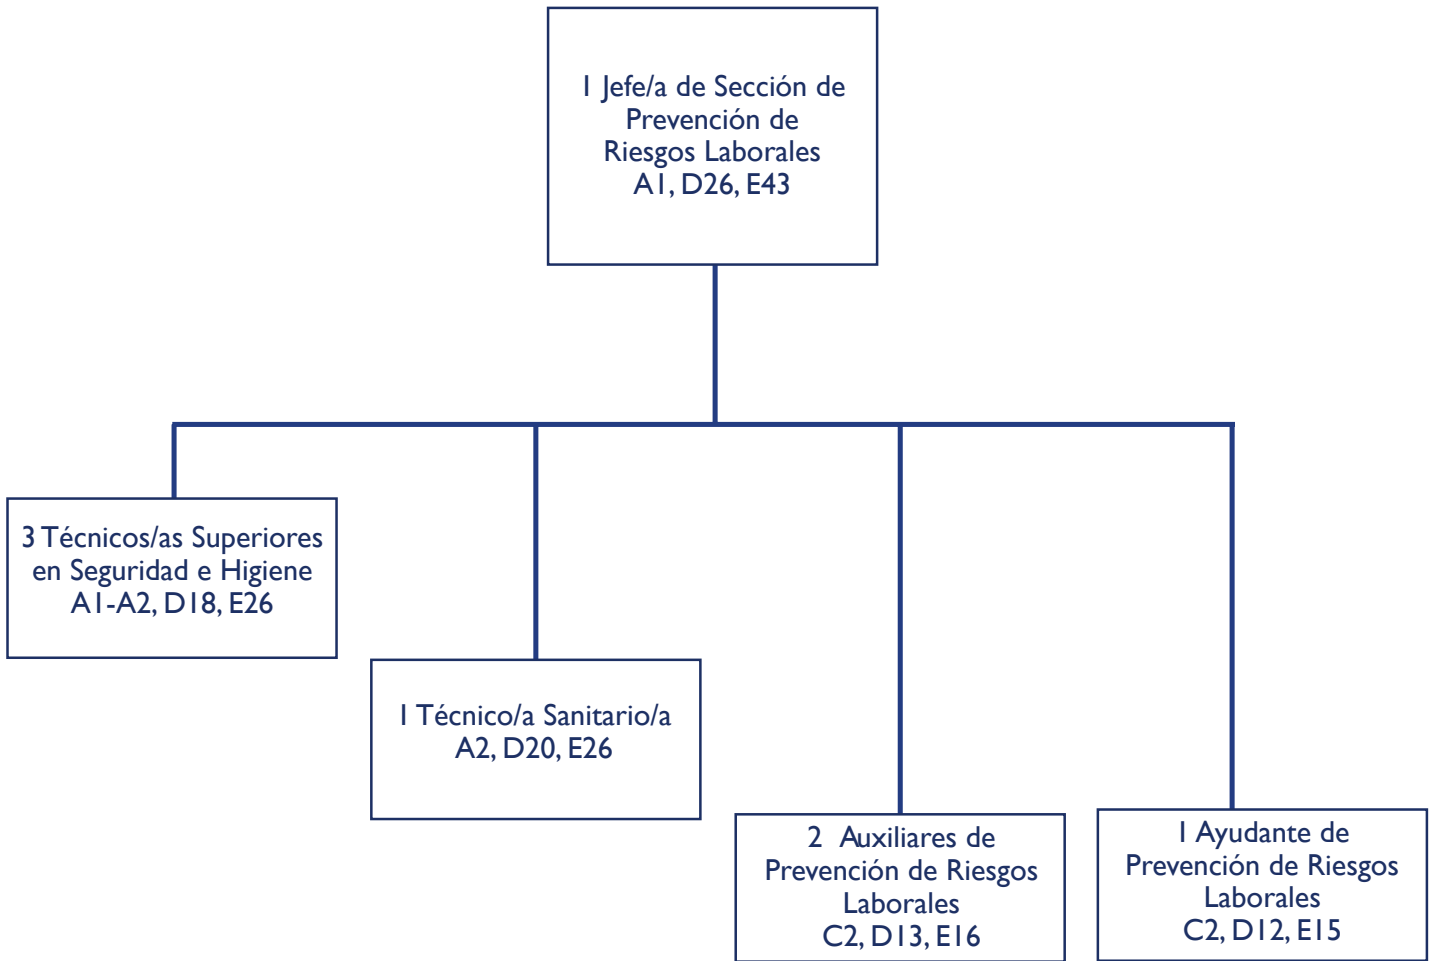 1 Jefe/a de Sección de
Prevención de
Riesgos Laborales
A1, D26, E43
3 Técnicos/as Superiores
en Seguridad e Higiene
A1-A2, D18, E26
1 Técnico/a Sanitario/a
A2, D20, E26
2 Auxiliares de
Prevención de Riesgos
Laborales
C2, D13, E16
1 Ayudante de
Prevención de Riesgos
Laborales
C2, D12, E15